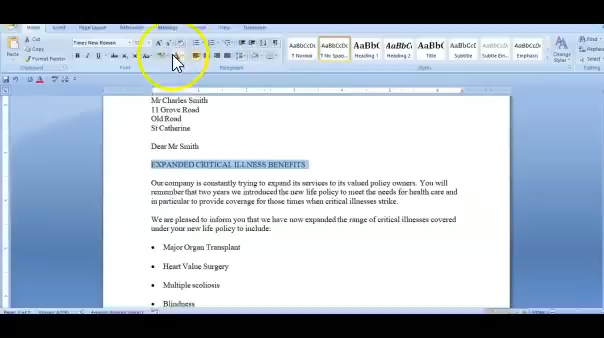 Home Insert Page Layout References Mailings Review View
Cut
Copy
Format Painter
Clipboard
Times New Roman
Font
Paragraph
AaBbCcDc AaBbCcDc AaBbC AaBbCc AaBbC AaBbCcL AaBbCcDc AaBbCcDc
¶ Normal ¶ No Spaci... Heading 1 Heading 2 Title Subtitle Subtle Em... Emphasis
Change Styles
Styles
Find
Replace
Select
Mr Charles Smith
11 Grove Road
Old Road
St Catherine
Dear Mr Smith
EXPANDED CRITICAL ILLNESS BENEFITS
Our company is constantly trying to expand its services to its valued policy owners. You will
remember that two years we introduced the new life policy to meet the needs for health care and
in particular to provide coverage for those times when critical illnesses strike.
We are pleased to inform you that we have now expanded the range of critical illnesses covered
under your new life policy to include.
• Major Organ Transplant
• Heart Value Surgery
• Multiple scoliosis
• Blindness